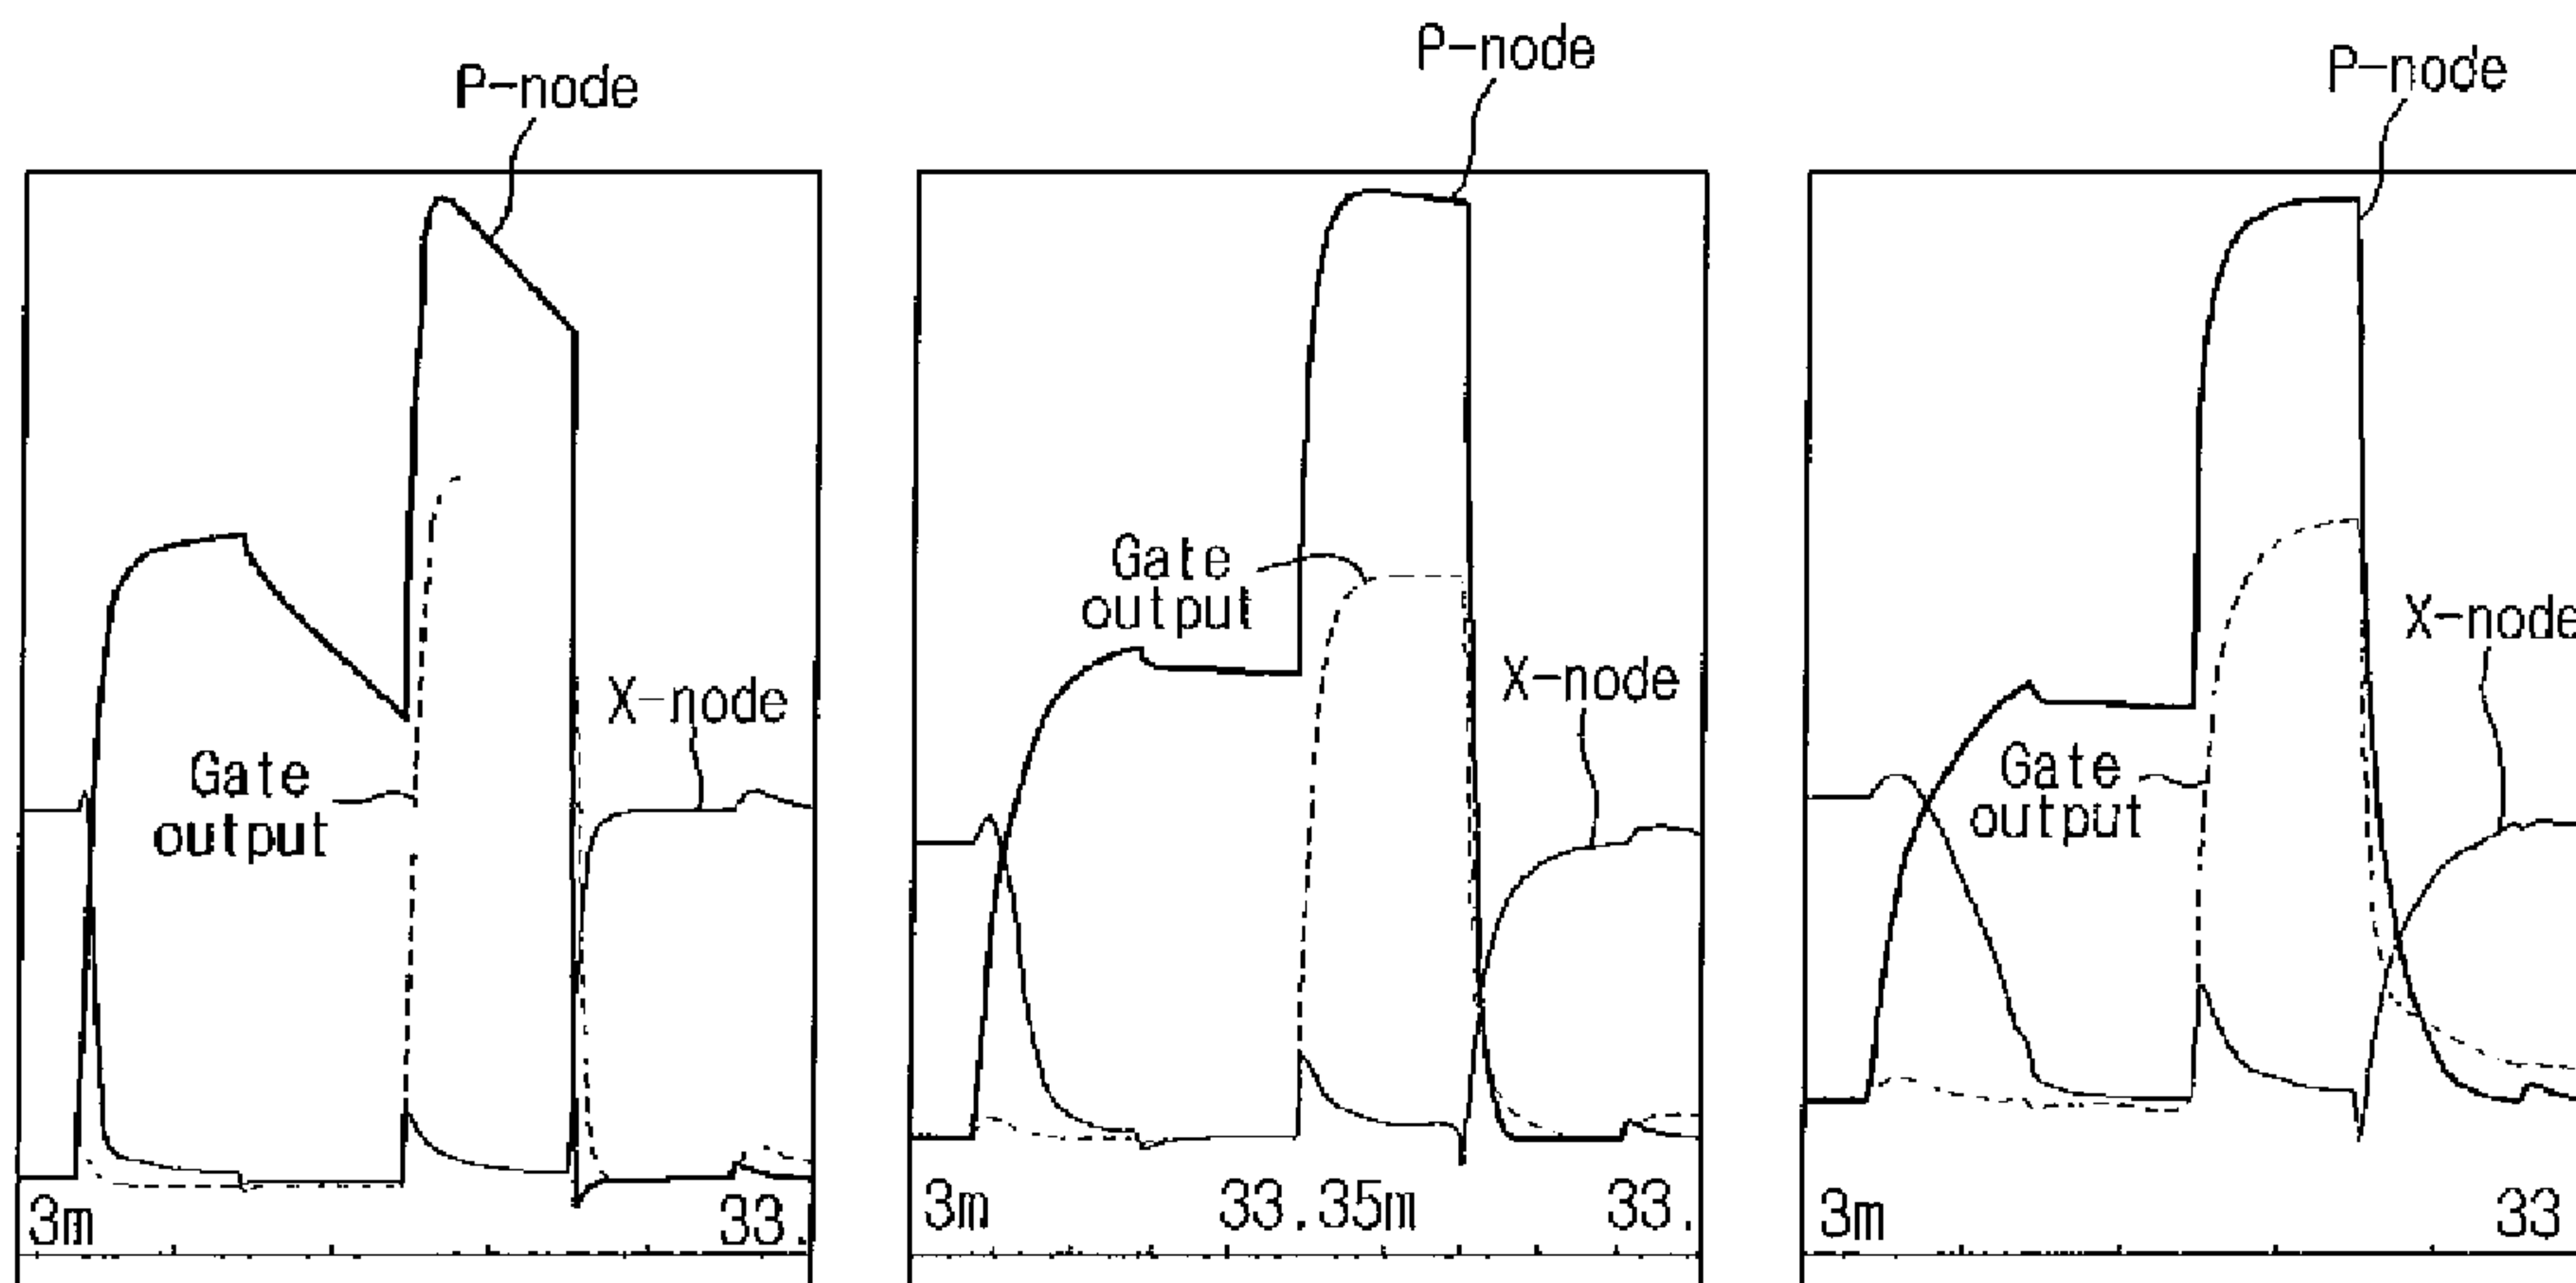 P-node
Gate
output
X-node
3m
33.
P-node
Gate
output
X-node
3m
33.35m
33.
P-node
Gate
output
X-node
3m
33